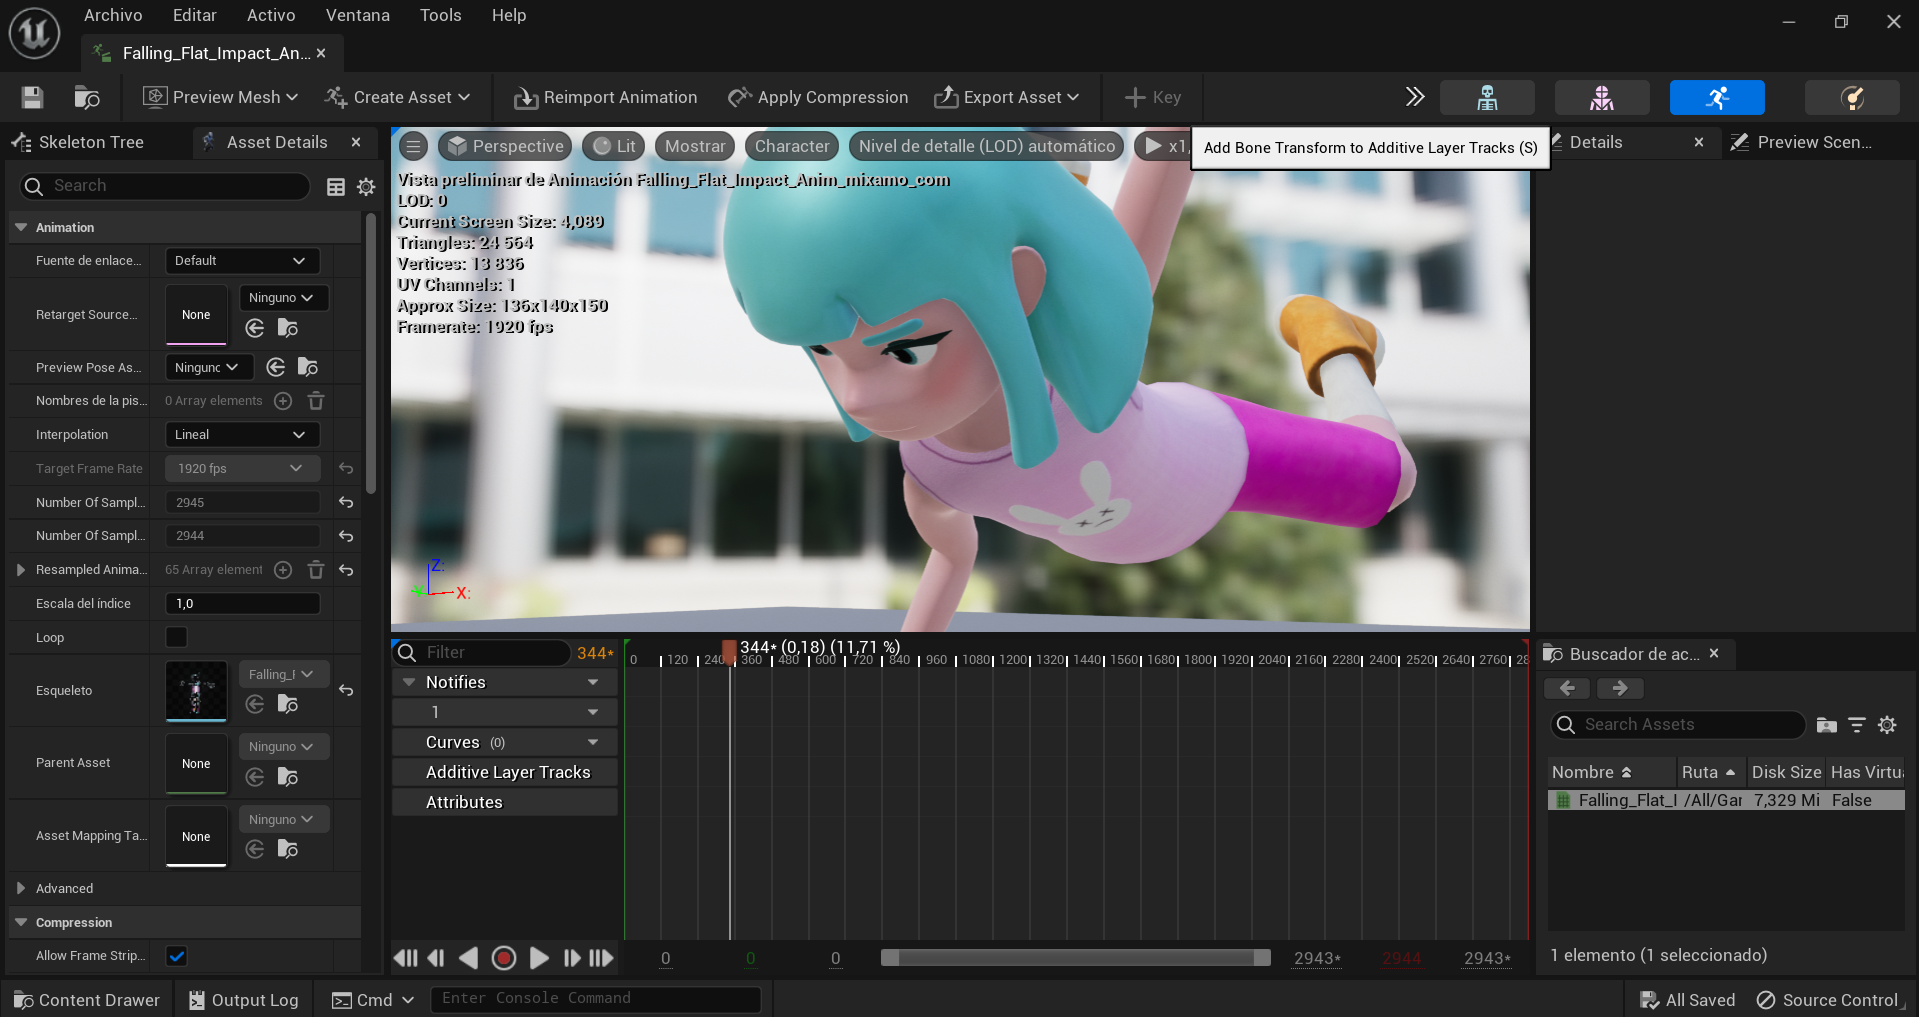 Archivo Editar Activo Ventana Tools Help
Falling_Flat_Impact_An...
Preview Mesh Create Asset Reimport Animation Apply Compression Export Asset Key
Skeleton Tree Asset Details
Search
Animation
Fuente de enlace... Default
Retarget Source... None Ninguno
Preview Pose As... Ninguno
Nombres de la pis... 0 Array elements
Interpolation Lineal
Target Frame Rate 1920 fps
Number Of Sampl... 2945
Number Of Sampl... 2944
Resampled Anima... 65 Array element
Escala del índice 1,0
Loop
Esqueleto Falling_F
Parent Asset None Ninguno
Asset Mapping Ta... None Ninguno
Advanced
Compression
Allow Frame Strip...
Perspective Lit Mostrar Character Nivel de detalle (LOD) automático x1,
Add Bone Transform to Additive Layer Tracks (S)
Vista preliminar de Animación Falling_Flat_Impact_Anim_mixamo_com
LOD: 0
Current Screen Size: 4,089
Triangles: 24 564
Vertices: 13 836
UV Channels: 1
Approx Size: 136x140x150
Framerate: 1920 fps
Z:
Y
X:
Details Preview Scen...
Filter 344*
344* (0,18) (11,71 %)
0 120 240 360 480 600 720 840 960 1080 1200 1320 1440 1560 1680 1800 1920 2040 2160 2280 2400 2520 2640 2760 28
Notifies
1
Curves (0)
Additive Layer Tracks
Attributes
0 0 0 2943* 2944 2943*
Buscador de ac...
Search Assets
Nombre Ruta Disk Size Has Virtu
Falling_Flat_I /All/Gar 7,329 Mi False
1 elemento (1 seleccionado)
Content Drawer Output Log Cmd Enter Console Command All Saved Source Control